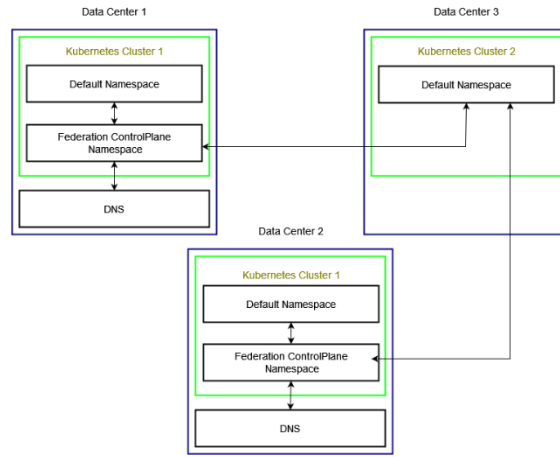 Data Center 1
Kubernetes Cluster 1
Default Namespace
Federation ControlPlane
Namespace
DNS
Data Center 3
Kubernetes Cluster 2
Default Namespace
Data Center 2
Kubernetes Cluster 1
Default Namespace
Federation ControlPlane
Namespace
DNS